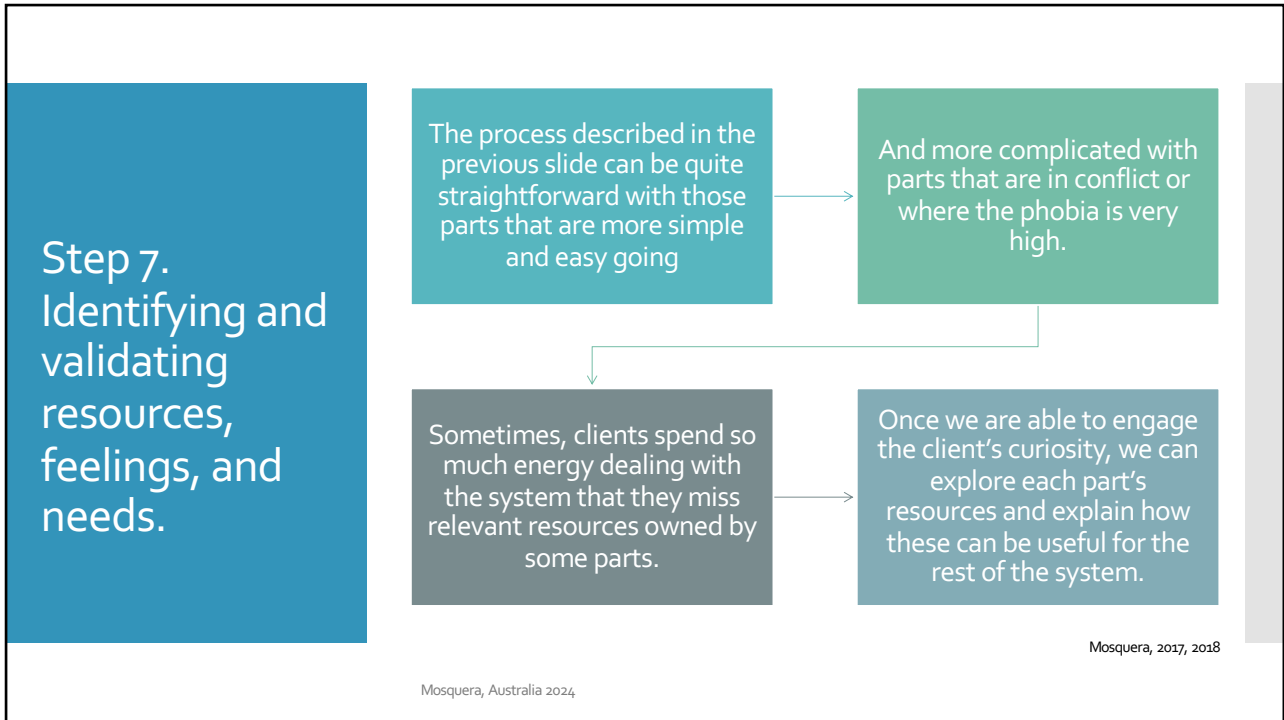 Step 7.
Identifying and
validating
resources,
feelings, and
needs.
The process described in the
previous slide can be quite
straightforward with those
parts that are more simple
and easy going
And more complicated with
parts that are in conflict or
where the phobia is very
high.
Sometimes, clients spend so
much energy dealing with
the system that they miss
relevant resources owned by
some parts.
Once we are able to engage
the client’s curiosity, we can
explore each part’s
resources and explain how
these can be useful for the
rest of the system.
Mosquera, 2017, 2018
Mosquera, Australia 2024